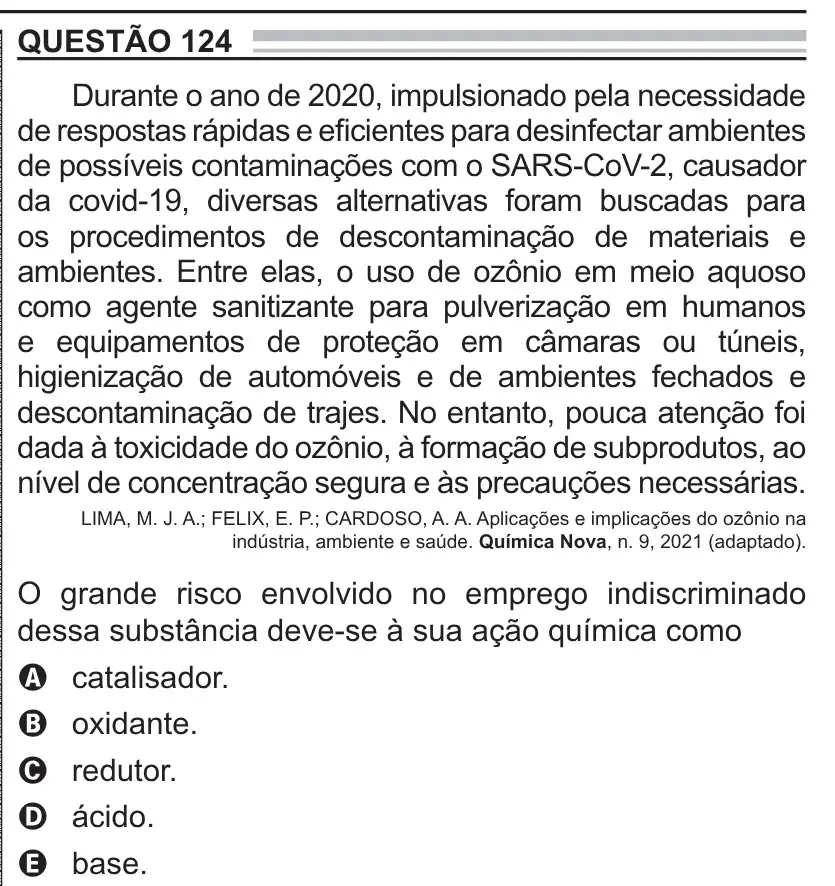 QUESTÃO 124
Durante o ano de 2020, impulsionado pela necessidade
de respostas rápidas e eficientes para desinfectar ambientes
de possíveis contaminações com o SARS-CoV-2, causador
da covid-19, diversas alternativas foram buscadas para
os procedimentos de descontaminação de materiais e
ambientes. Entre elas, o uso de ozônio em meio aquoso
como agente sanitizante para pulverização em humanos
e equipamentos de proteção em câmaras ou túneis,
higienização de automóveis e de ambientes fechados e
descontaminação de trajes. No entanto, pouca atenção foi
dada à toxicidade do ozônio, à formação de subprodutos, ao
nível de concentração segura e às precauções necessárias.
LIMA, M. J. A.; FELIX, E. P.; CARDOSO, A. A. Aplicações e implicações do ozônio na
indústria, ambiente e saúde. Química Nova, n. 9, 2021 (adaptado).
O grande risco envolvido no emprego indiscriminado
dessa substância deve-se à sua ação química como
A catalisador.
B oxidante.
C redutor.
D ácido.
E base.